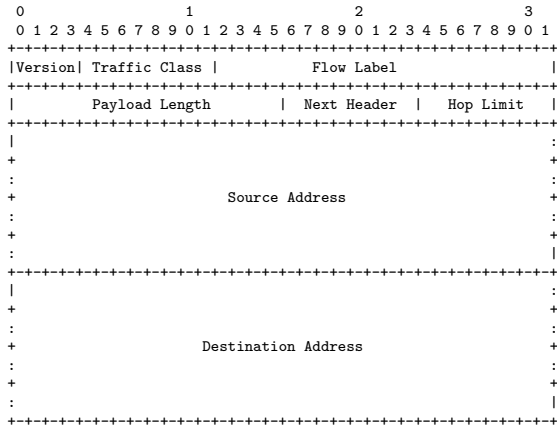 0                   1                   2                   3
 0 1 2 3 4 5 6 7 8 9 0 1 2 3 4 5 6 7 8 9 0 1 2 3 4 5 6 7 8 9 0 1
+-+-+-+-+-+-+-+-+-+-+-+-+-+-+-+-+-+-+-+-+-+-+-+-+-+-+-+-+-+-+-+-+
|Version| Traffic Class |           Flow Label                  |
+-+-+-+-+-+-+-+-+-+-+-+-+-+-+-+-+-+-+-+-+-+-+-+-+-+-+-+-+-+-+-+-+
|         Payload Length        |  Next Header  |   Hop Limit   |
+-+-+-+-+-+-+-+-+-+-+-+-+-+-+-+-+-+-+-+-+-+-+-+-+-+-+-+-+-+-+-+-+
|                                                               :
+                                                               +
:                                                               :
+                         Source Address                        +
:                                                               :
+                                                               +
:                                                               |
+-+-+-+-+-+-+-+-+-+-+-+-+-+-+-+-+-+-+-+-+-+-+-+-+-+-+-+-+-+-+-+-+
|                                                               :
+                                                               +
:                                                               :
+                      Destination Address                      +
:                                                               :
+                                                               +
:                                                               |
+-+-+-+-+-+-+-+-+-+-+-+-+-+-+-+-+-+-+-+-+-+-+-+-+-+-+-+-+-+-+-+-+